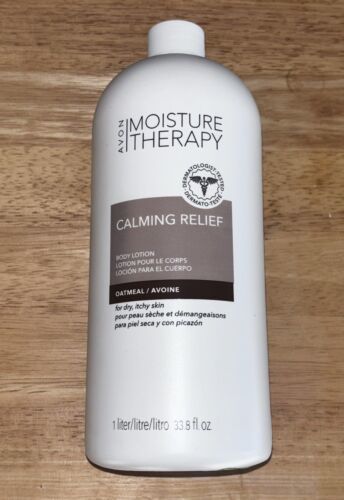 AVON
MOISTURE
THERAPY
DERMATOLOGIST-TESTED
DERMATO-TESTÉ
CALMING RELIEF
BODY LOTION
LOTION POUR LE CORPS
LOCIÓN PARA EL CUERPO
OATMEAL / AVOINE
for dry, itchy skin
pour peau sèche et démangeaisons
para piel seca y con picazón
1 liter/litre/litro 33.8 fl. oz.